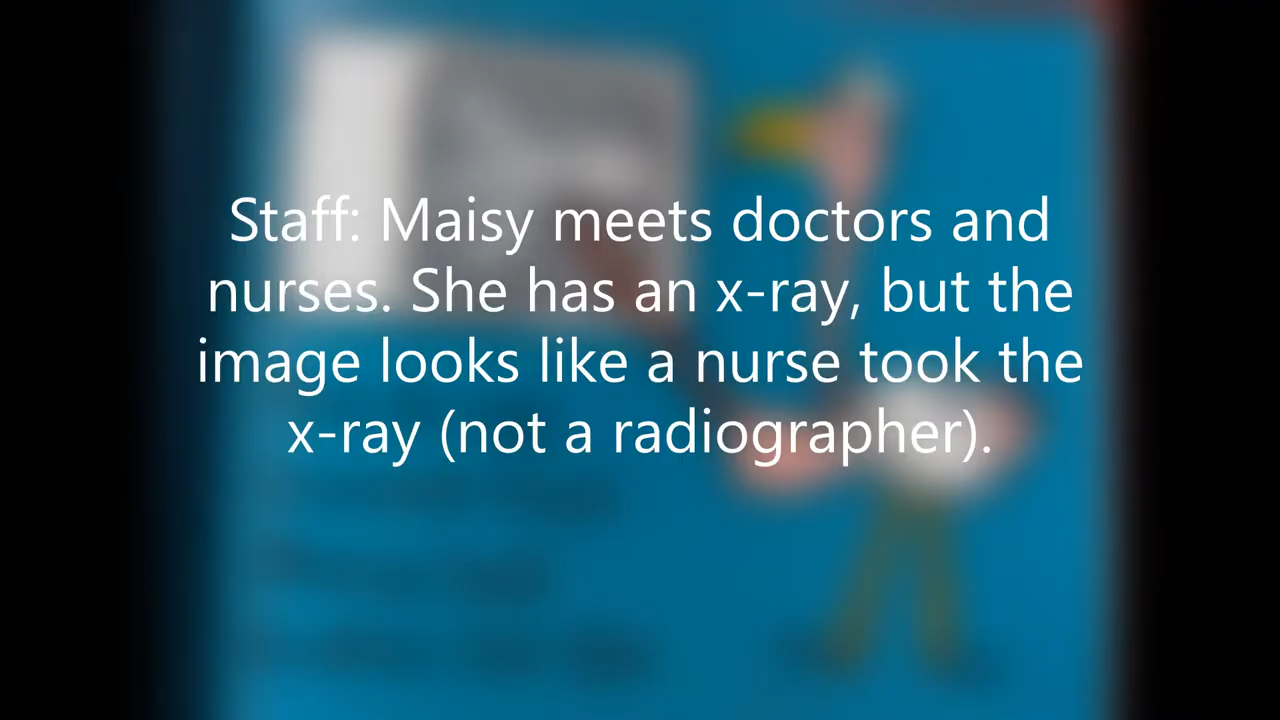 Staff: Maisy meets doctors and
nurses. She has an x-ray, but the
image looks like a nurse took the
x-ray (not a radiographer).